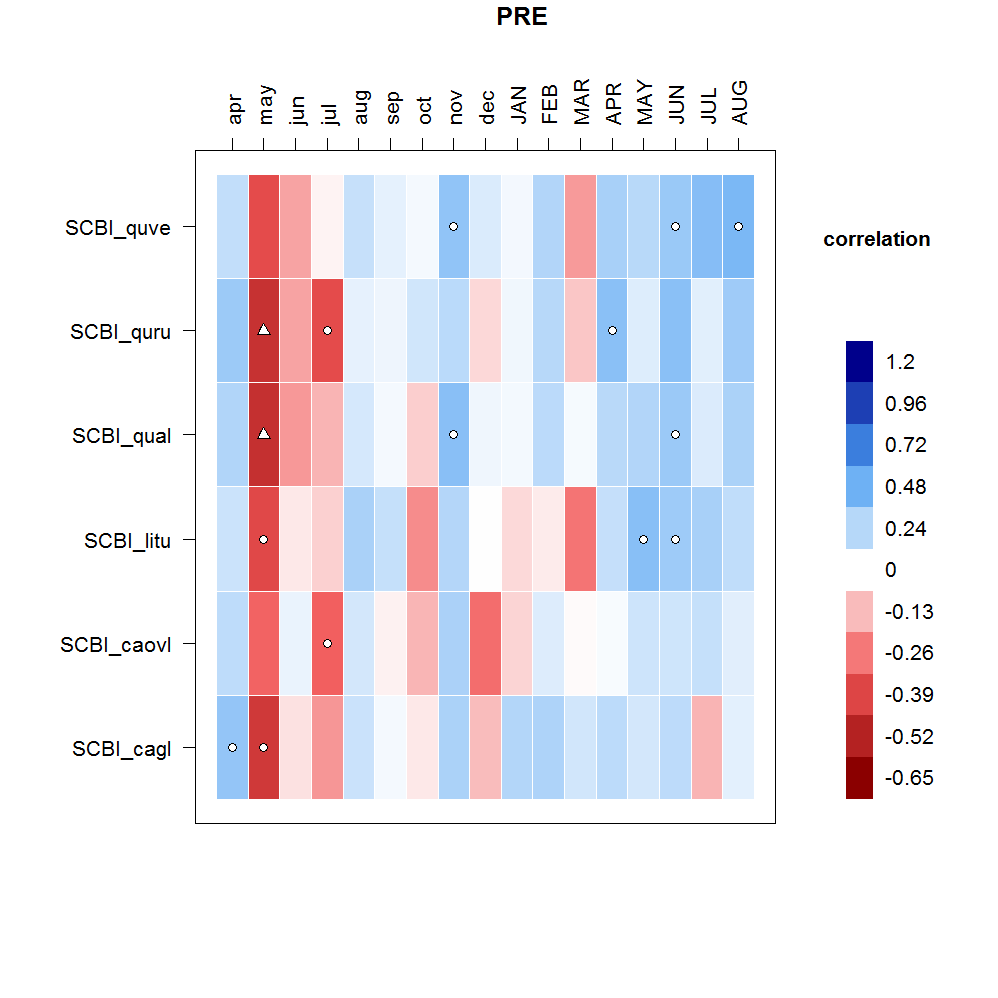 PRE
apr may jun jul aug sep oct nov dec JAN FEB MAR APR MAY JUN JUL AUG
SCBI_quve
SCBI_quru
SCBI_qual
SCBI_litu
SCBI_caovl
SCBI_cagl
correlation
1.2
0.96
0.72
0.48
0.24
0
-0.13
-0.26
-0.39
-0.52
-0.65